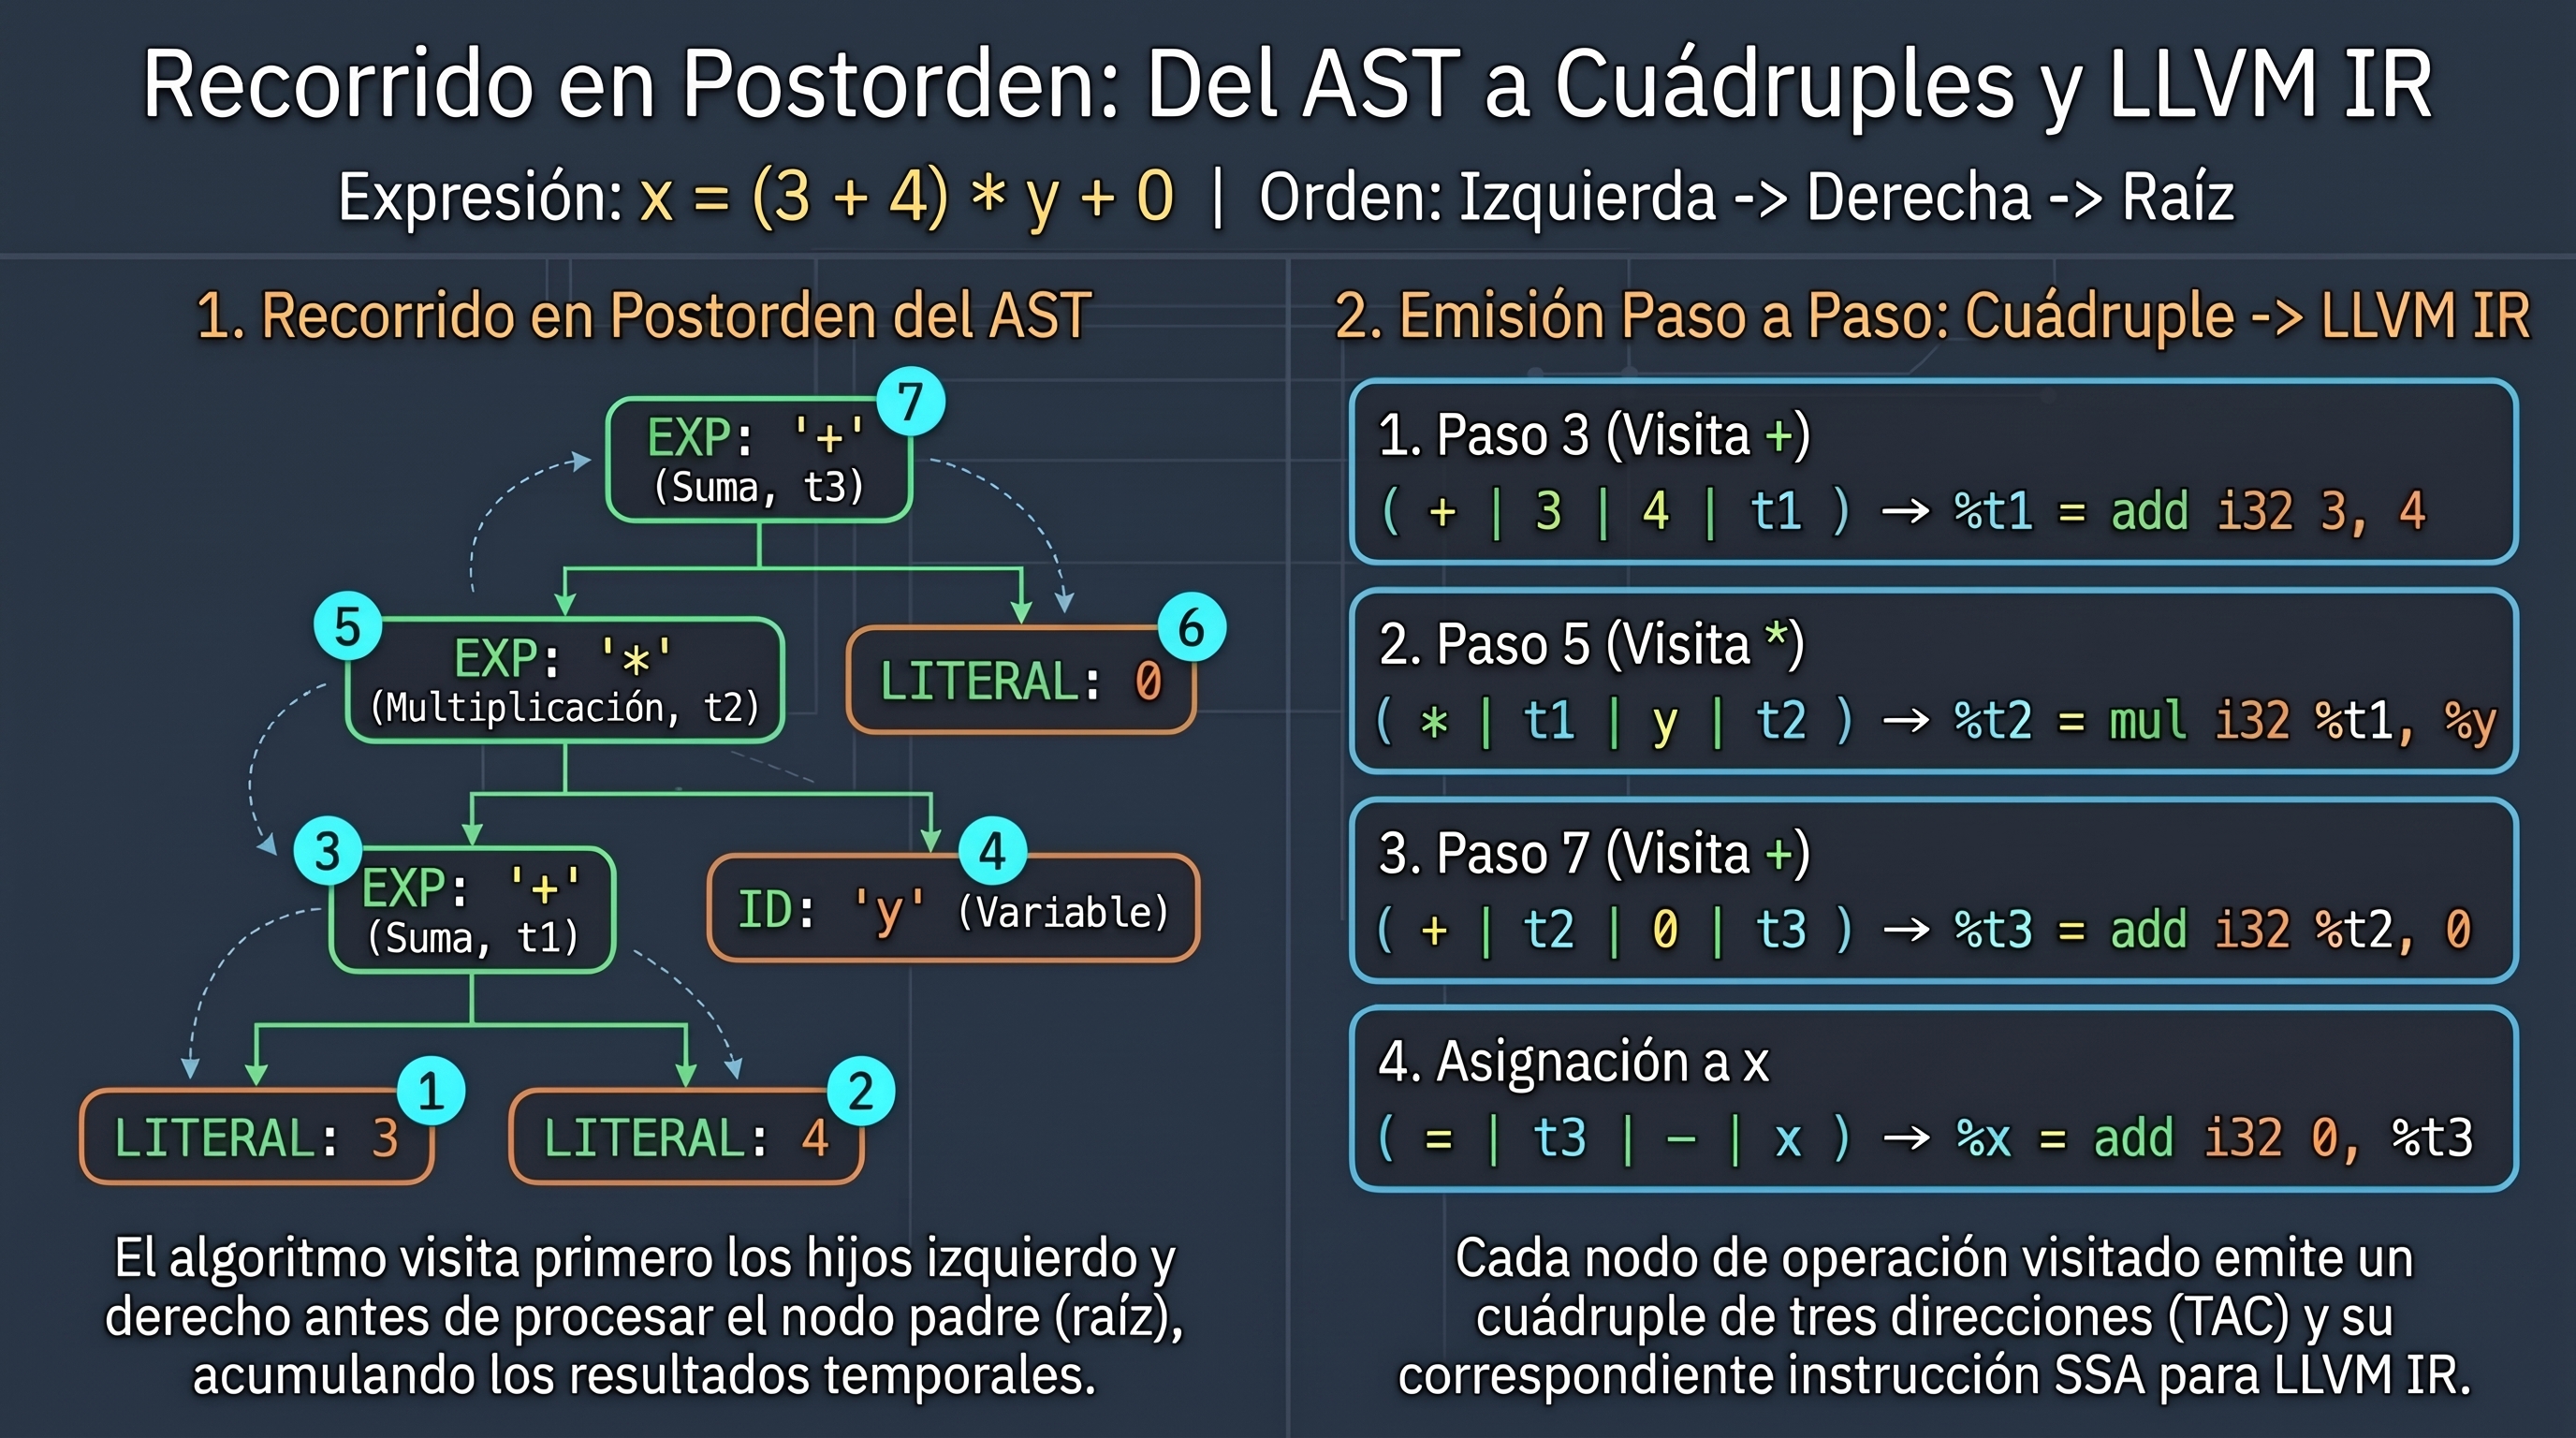 Recorrido en Postorden: Del AST a Cuádruples y LLVM IR
Expresión: x = (3 + 4) * y + 0 | Orden: Izquierda -> Derecha -> Raíz
1. Recorrido en Postorden del AST
7
EXP: '+'
(Suma, t3)
5
EXP: '*'
(Multiplicación, t2)
6
LITERAL: 0
3
EXP: '+'
(Suma, t1)
4
ID: 'y' (Variable)
1
LITERAL: 3
2
LITERAL: 4
El algoritmo visita primero los hijos izquierdo y
derecho antes de procesar el nodo padre (raíz),
acumulando los resultados temporales.
2. Emisión Paso a Paso: Cuádruple -> LLVM IR
1. Paso 3 (Visita +)
( + | 3 | 4 | t1 ) → %t1 = add i32 3, 4
2. Paso 5 (Visita *)
( * | t1 | y | t2 ) → %t2 = mul i32 %t1, %y
3. Paso 7 (Visita +)
( + | t2 | 0 | t3 ) → %t3 = add i32 %t2, 0
4. Asignación a x
( = | t3 | − | x ) → %x = add i32 0, %t3
Cada nodo de operación visitado emite un
cuádruple de tres direcciones (TAC) y su
correspondiente instrucción SSA para LLVM IR.